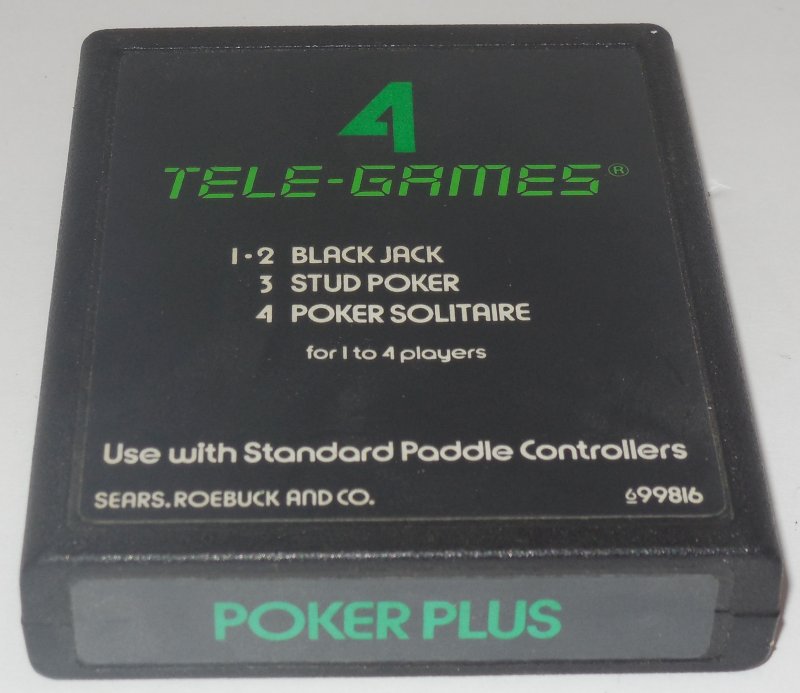 4
TELE-GAMES®
1-2 BLACK JACK
3 STUD POKER
4 POKER SOLITAIRE
for 1 to 4 players
Use with Standard Paddle Controllers
SEARS, ROEBUCK AND CO. 699816
POKER PLUS